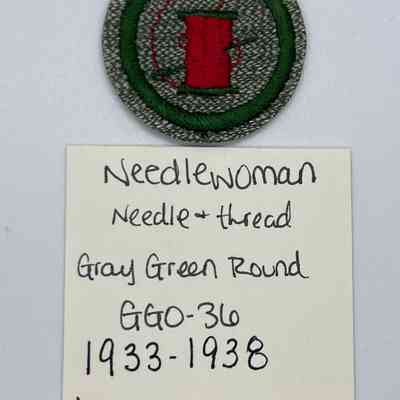 Needlewoman
Needle + thread
Gray Green Round
GGO-36
1933-1938